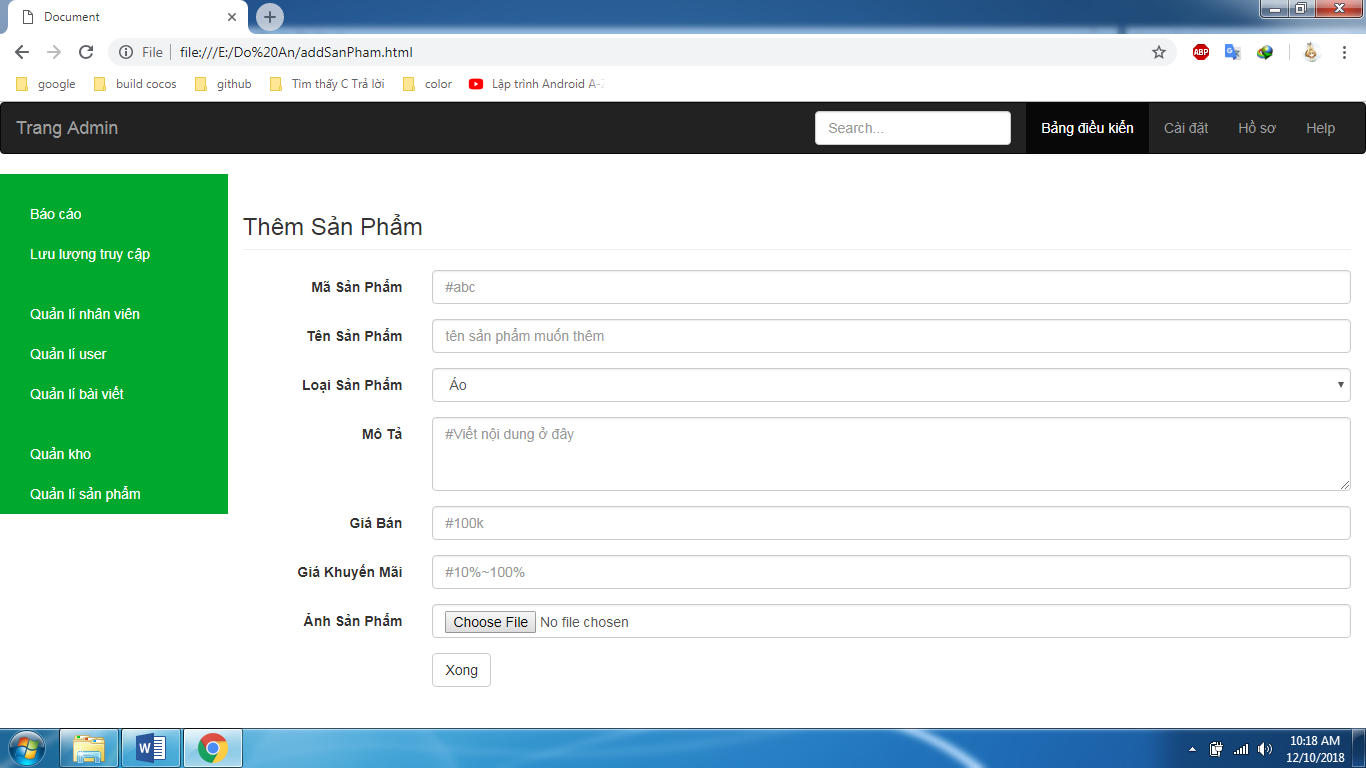 Document
File file:///E:/Do%20An/addSanPham.html
ABP
google build cocos github Tìm thấy C Trả lời color Lập trình Android A-Z
Trang Admin Search... Bảng điều kiển Cài đặt Hồ sơ Help
Báo cáo
Lưu lượng truy cập
Quản lí nhân viên
Quản lí user
Quản lí bài viết
Quản kho
Quản lí sản phẩm
Thêm Sản Phẩm
Mã Sản Phẩm #abc
Tên Sản Phẩm tên sản phẩm muốn thêm
Loại Sản Phẩm Áo
Mô Tả #Viết nội dung ở đây
Giá Bán #100k
Giá Khuyến Mãi #10%~100%
Ảnh Sản Phẩm Choose File No file chosen
Xong
W
10:18 AM
12/10/2018